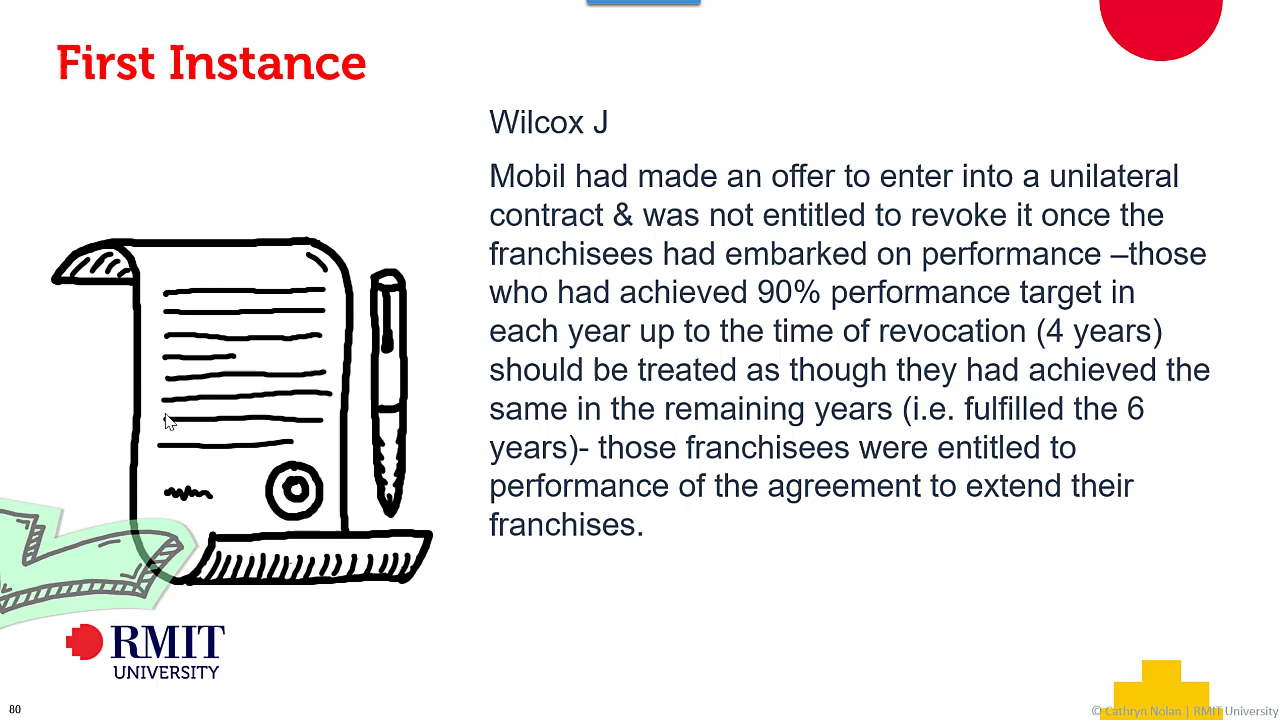 First Instance
Wilcox J
Mobil had made an offer to enter into a unilateral
contract & was not entitled to revoke it once the
franchisees had embarked on performance –those
who had achieved 90% performance target in
each year up to the time of revocation (4 years)
should be treated as though they had achieved the
same in the remaining years (i.e. fulfilled the 6
years)- those franchisees were entitled to
performance of the agreement to extend their
franchises.
RMIT
UNIVERSITY
80
© Cathryn Nolan | RMIT University